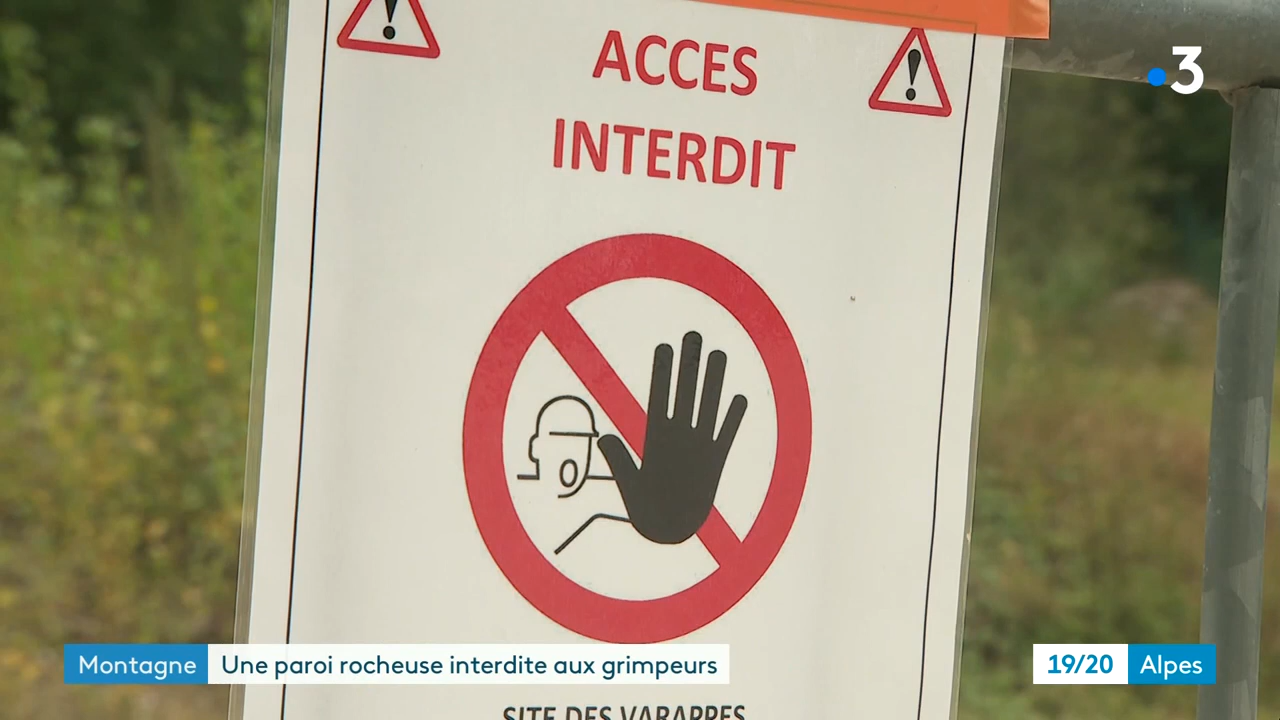 3
ACCES
INTERDIT
Montagne Une paroi rocheuse interdite aux grimpeurs
19/20 Alpes
SITE DES VARAPPES